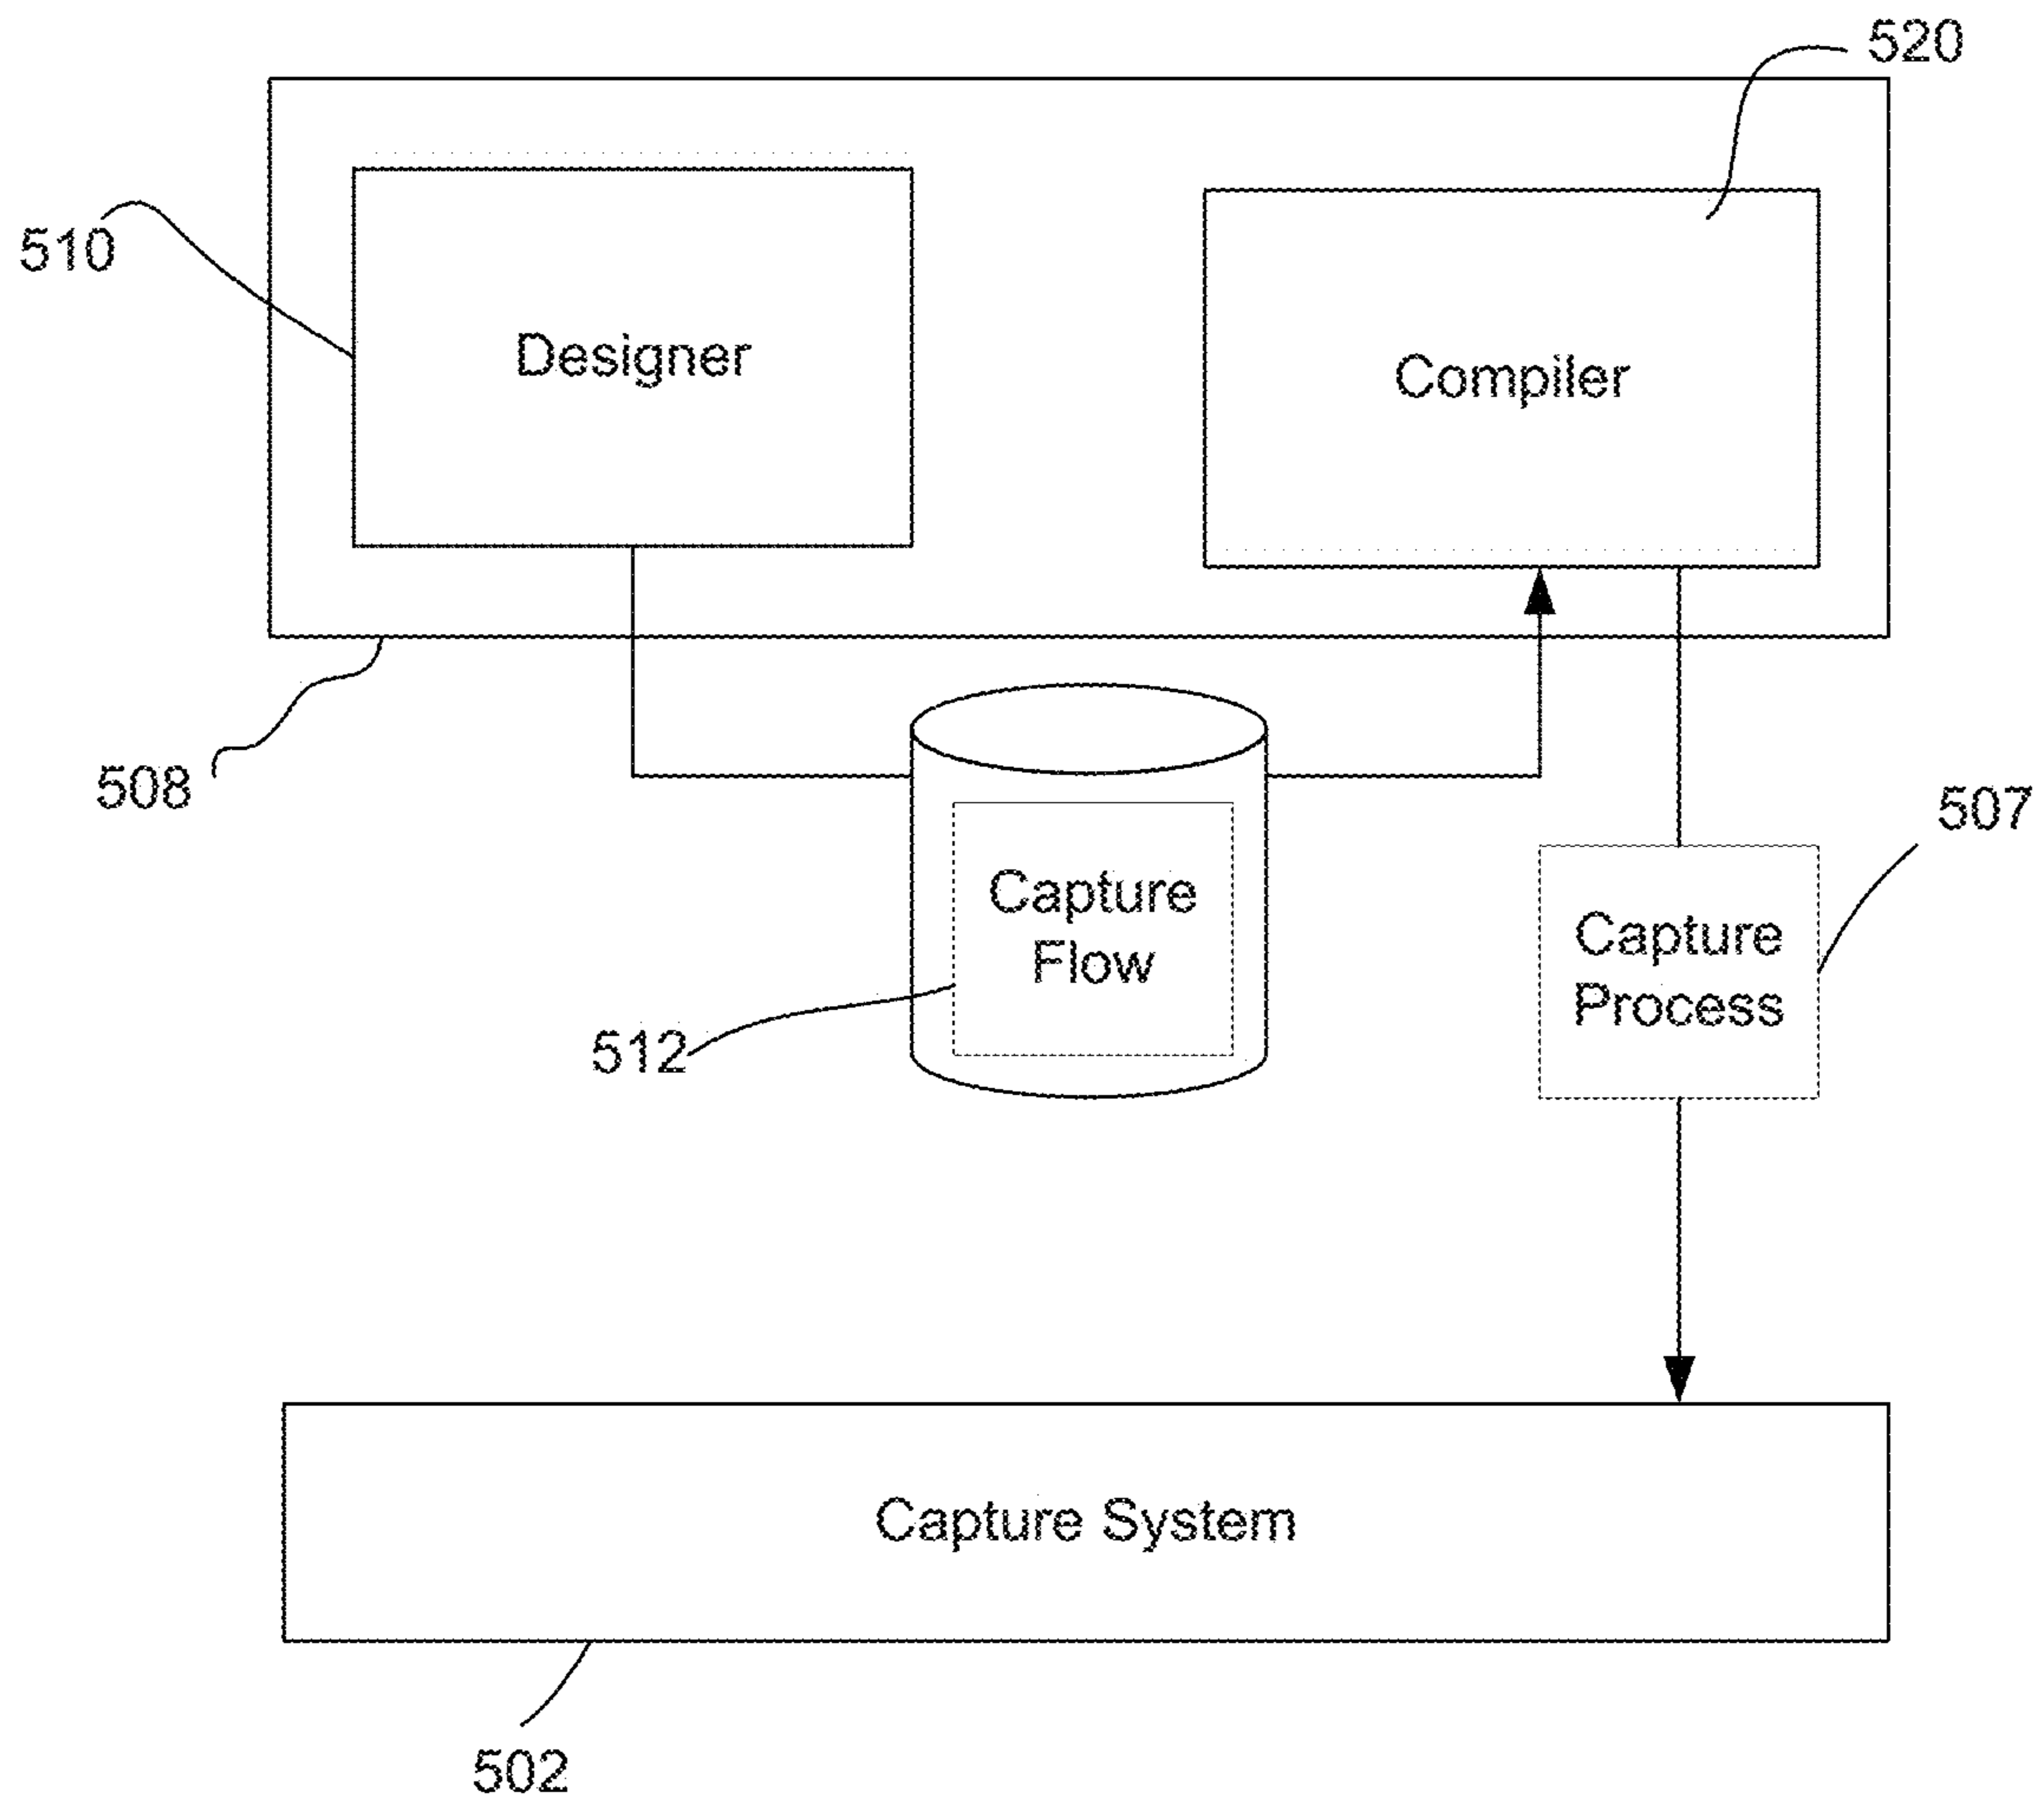 520
510
Designer
Compiler
508
507
Capture
Flow
Capture
Process
512
Capture System
502